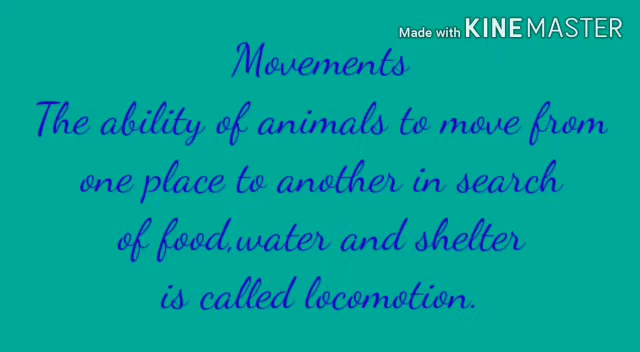 Made with KINEMASTER
Movements
The ability of animals to move from
one place to another in search
of food,water and shelter
is called locomotion.